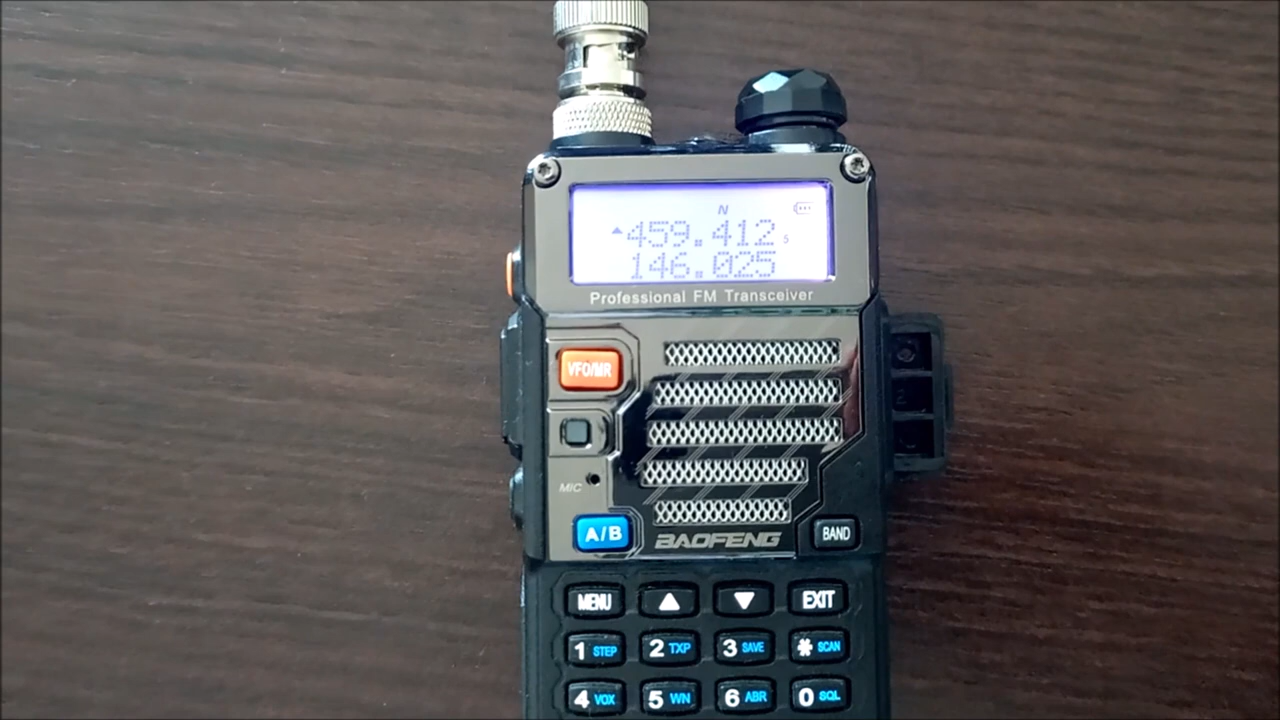 N
▲459.412 5
146.025
Professional FM Transceiver
VFO/MR
MIC
A/B
BAOFENG
BAND
MENU ▲ ▼ EXIT
1 STEP 2 TXP 3 SAVE * SCAN
4 VOX 5 WN 6 ABR 0 SQL